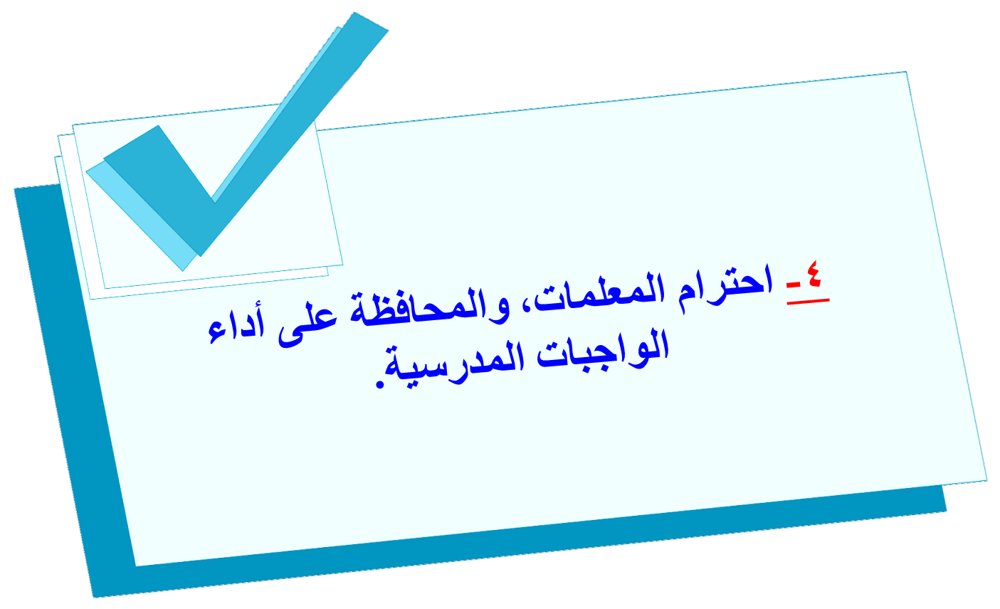 ٤- احترام المعلمات، والمحافظة على أداء
الواجبات المدرسية.